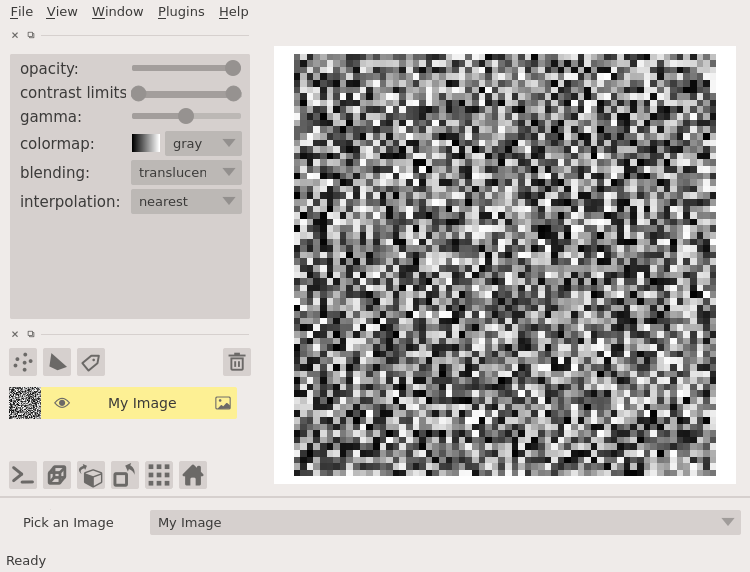 File View Window Plugins Help
opacity:
contrast limits
gamma:
colormap: gray
blending: translucen
interpolation: nearest
My Image
Pick an Image My Image
Ready